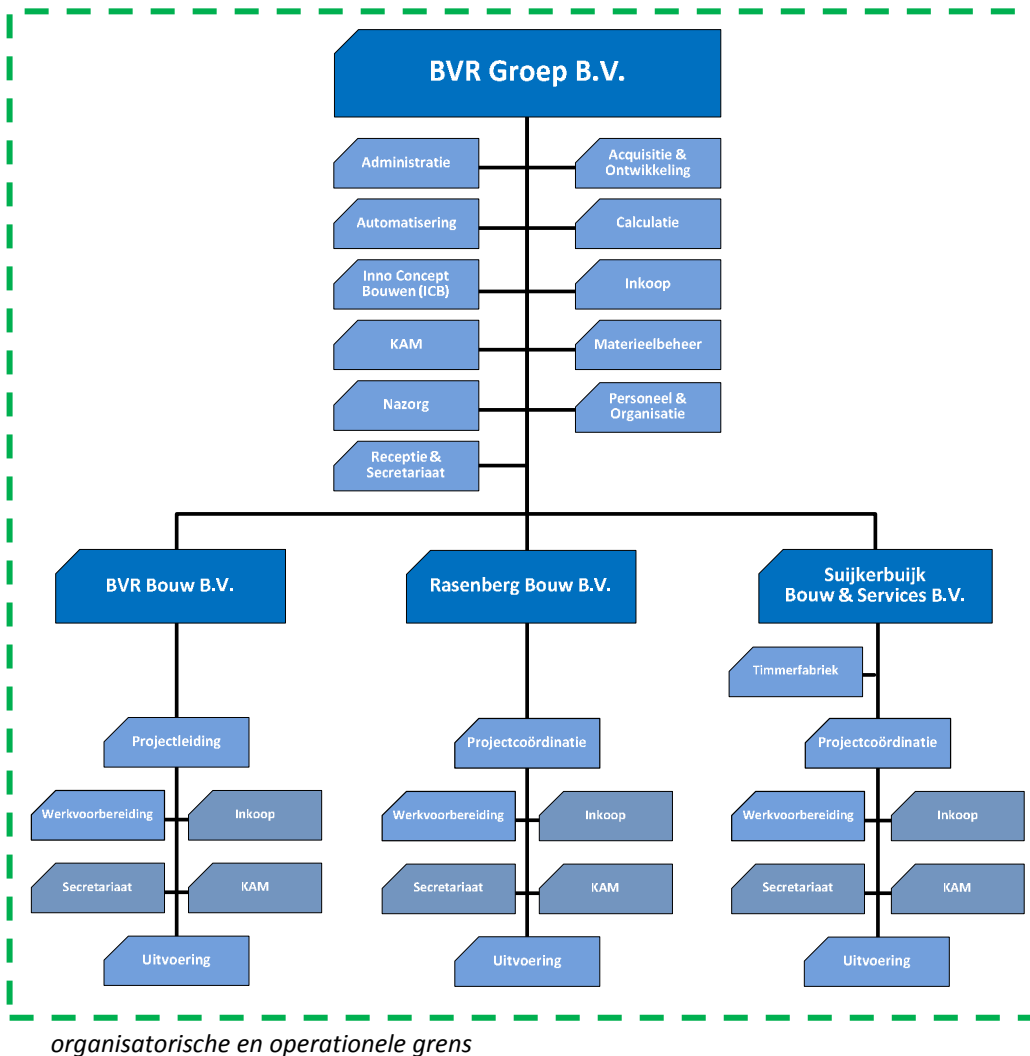 BVR Groep B.V.
Administratie
Acquisitie &
Ontwikkeling
Automatisering
Calculatie
Inno Concept
Bouwen (ICB)
Inkoop
KAM
Materieelbeheer
Nazorg
Personeel &
Organisatie
Receptie &
Secretariaat
BVR Bouw B.V.
Rasenberg Bouw B.V.
Suijkerbuijk
Bouw & Services B.V.
Timmerfabriek
Projectleiding
Projectcoördinatie
Projectcoördinatie
Werkvoorbereiding
Inkoop
Werkvoorbereiding
Inkoop
Werkvoorbereiding
Inkoop
Secretariaat
KAM
Secretariaat
KAM
Secretariaat
KAM
Uitvoering
Uitvoering
Uitvoering
organisatorische en operationele grens